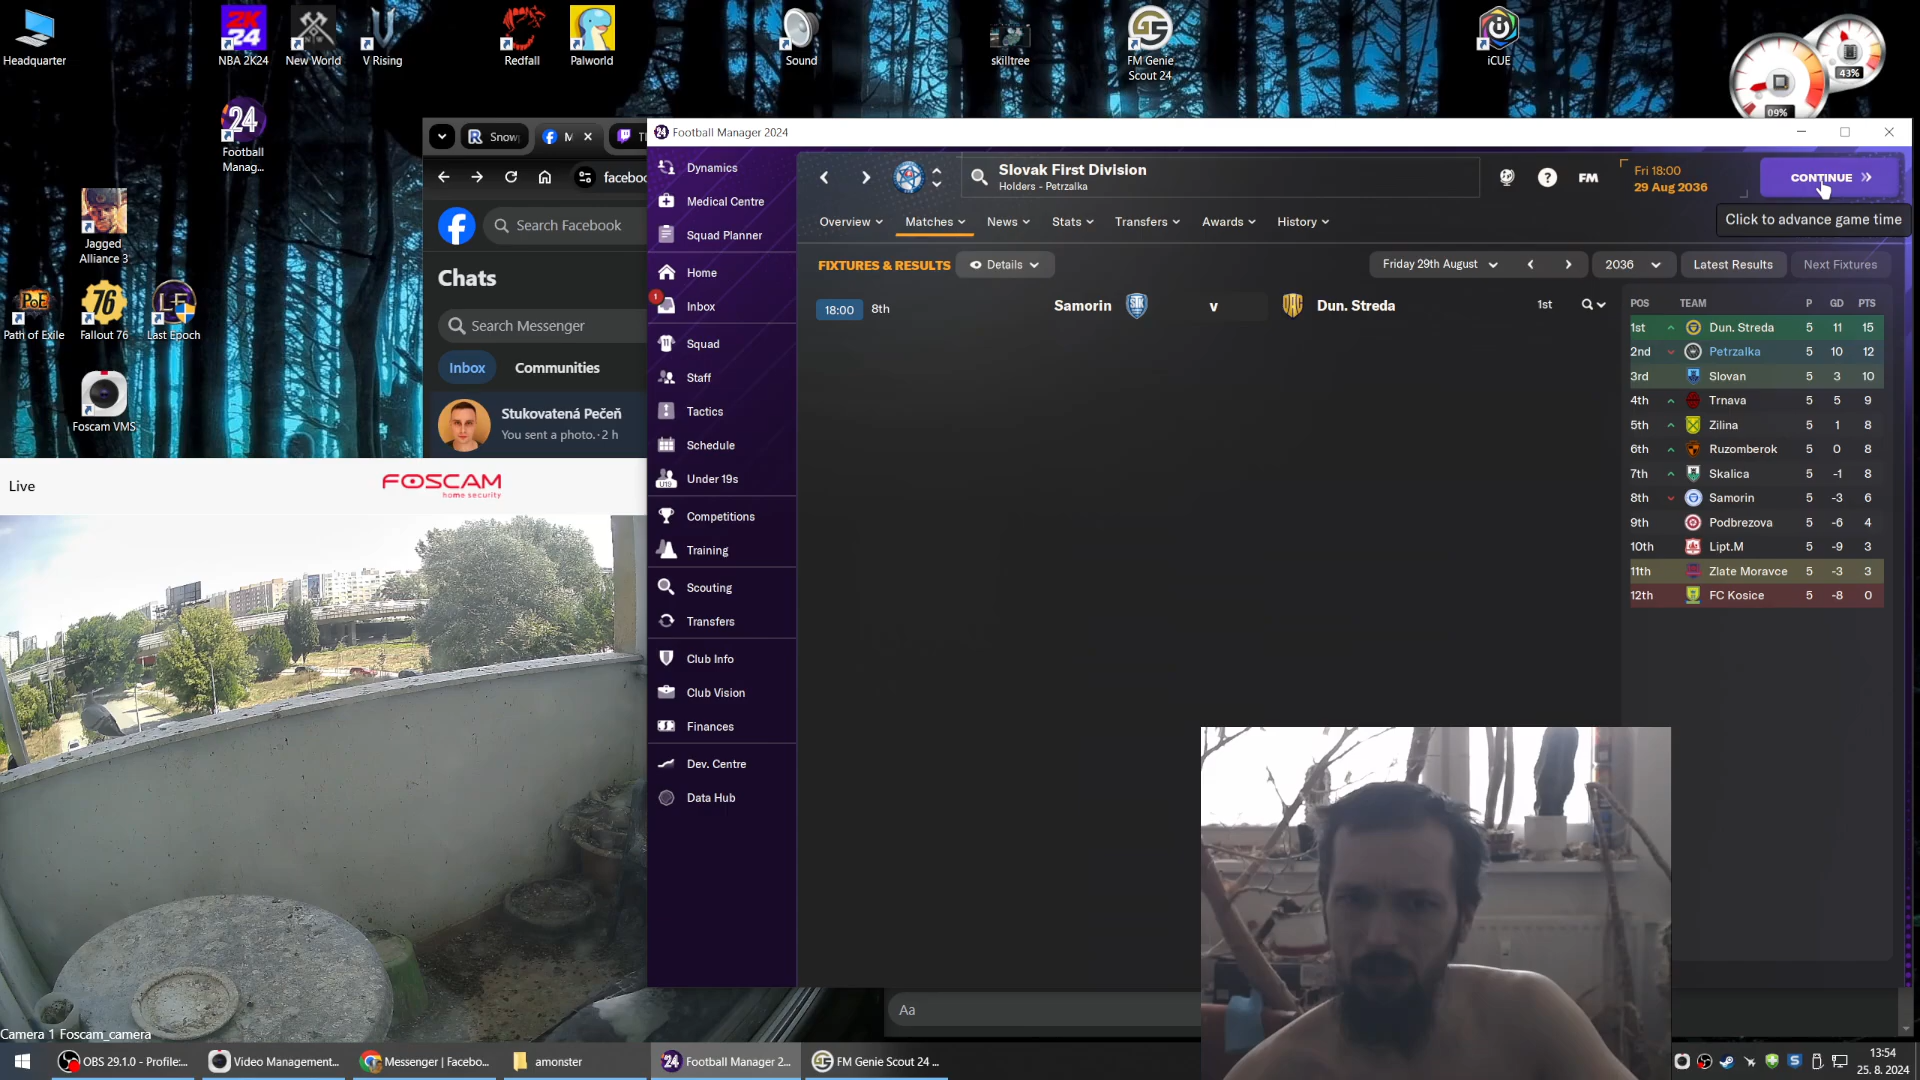 Headquarter
NBA 2K24
New World
V Rising
Redfall
Palworld
Sound
skilltree
FM Genie
Scout 24
iCUE
43%
09%
Football
Manag...
Jagged
Alliance 3
Path of Exile
Fallout 76
Last Epoch
Foscam VMS
Snow
facebo
Search Facebook
Chats
Search Messenger
Inbox
Communities
Stukovatená Pečeň
You sent a photo. · 2 h
Live
FOSCAM
home security
Camera 1 Foscam_camera
Football Manager 2024
Dynamics
Medical Centre
Squad Planner
Home
1
Inbox
Squad
Staff
Tactics
Schedule
Under 19s
Competitions
Training
Scouting
Transfers
Club Info
Club Vision
Finances
Dev. Centre
Data Hub
Slovak First Division
Holders - Petrzalka
FM
Fri 18:00
29 Aug 2036
CONTINUE
Click to advance game time
Overview
Matches
News
Stats
Transfers
Awards
History
FIXTURES & RESULTS
Details
Friday 29th August
2036
Latest Results
Next Fixtures
18:00 8th Samorin v Dun. Streda 1st
POS TEAM P GD PTS
1st Dun. Streda 5 11 15
2nd Petrzalka 5 10 12
3rd Slovan 5 3 10
4th Trnava 5 5 9
5th Zilina 5 1 8
6th Ruzomberok 5 0 8
7th Skalica 5 -1 8
8th Samorin 5 -3 6
9th Podbrezova 5 -6 4
10th Lipt.M 5 -9 3
11th Zlate Moravce 5 -3 3
12th FC Kosice 5 -8 0
Aa
OBS 29.1.0 - Profile:...
Video Management...
Messenger | Facebo...
amonster
Football Manager 2...
FM Genie Scout 24 ...
13:54
25. 8. 2024